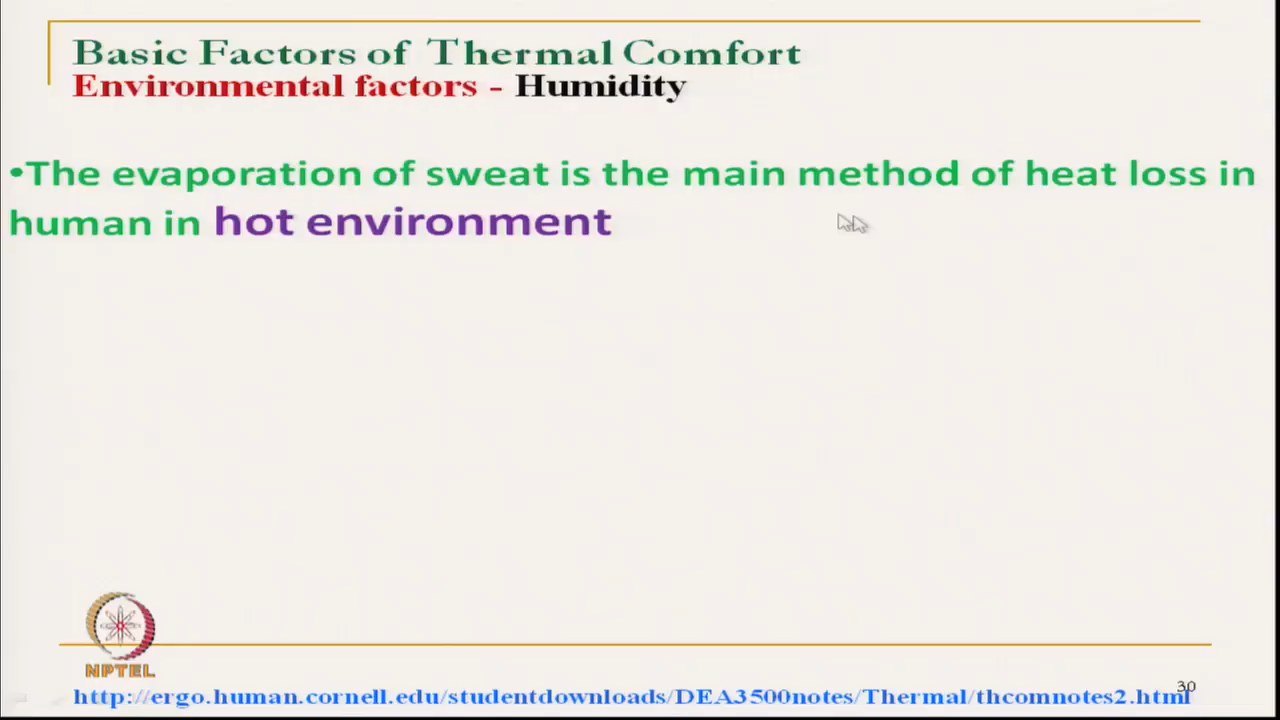 Basic Factors of Thermal Comfort
Environmental factors - Humidity
•The evaporation of sweat is the main method of heat loss in
human in hot environment
NPTEL
30
http://ergo.human.cornell.edu/studentdownloads/DEA3500notes/Thermal/thcomnotes2.html